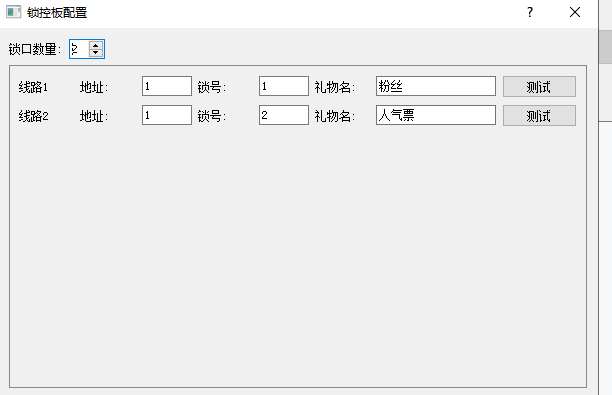 锁控板配置
锁口数量:
线路1 地址: 1 锁号: 1 礼物名: 粉丝 测试
线路2 地址: 1 锁号: 2 礼物名: 人气票 测试